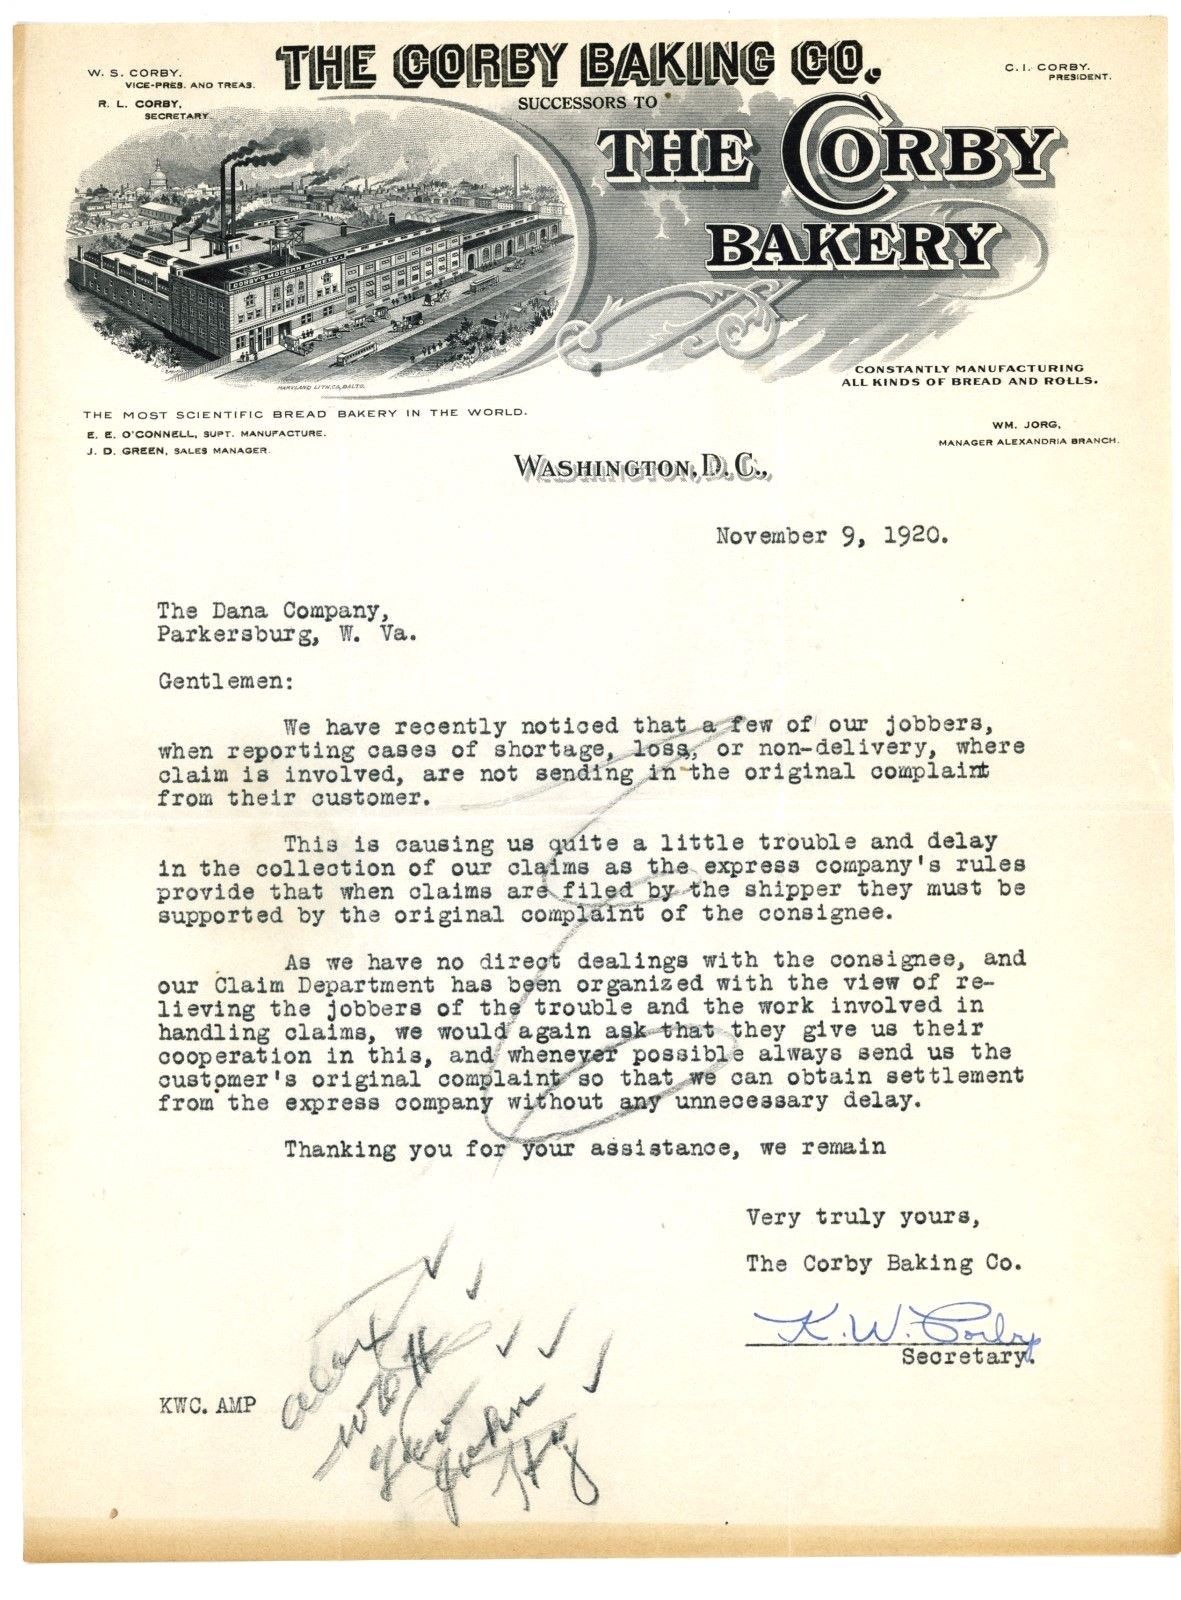 THE CORBY BAKING CO.
W. S. CORBY,
VICE-PRES. AND TREAS.
R. L. CORBY,
SECRETARY.
C. I. CORBY.
PRESIDENT.
SUCCESSORS TO
THE CORBY
BAKERY
CORBY'S MODERN BAKERY
MARYLAND LITH. CO. BALTO.
CONSTANTLY MANUFACTURING
ALL KINDS OF BREAD AND ROLLS.
THE MOST SCIENTIFIC BREAD BAKERY IN THE WORLD.
E. E. O'CONNELL, SUPT. MANUFACTURE.
J. D. GREEN, SALES MANAGER.
WM. JORG,
MANAGER ALEXANDRIA BRANCH.
WASHINGTON, D. C.,
November 9, 1920.
The Dana Company,
Parkersburg, W. Va.
Gentlemen:
We have recently noticed that a few of our jobbers,
when reporting cases of shortage, loss, or non-delivery, where
claim is involved, are not sending in the original complaint
from their customer.
This is causing us quite a little trouble and delay
in the collection of our claims as the express company's rules
provide that when claims are filed by the shipper they must be
supported by the original complaint of the consignee.
As we have no direct dealings with the consignee, and
our Claim Department has been organized with the view of re-
lieving the jobbers of the trouble and the work involved in
handling claims, we would again ask that they give us their
cooperation in this, and whenever possible always send us the
customer's original complaint so that we can obtain settlement
from the express company without any unnecessary delay.
Thanking you for your assistance, we remain
Very truly yours,
The Corby Baking Co.
K. W. Corby
Secretary.
KWC. AMP